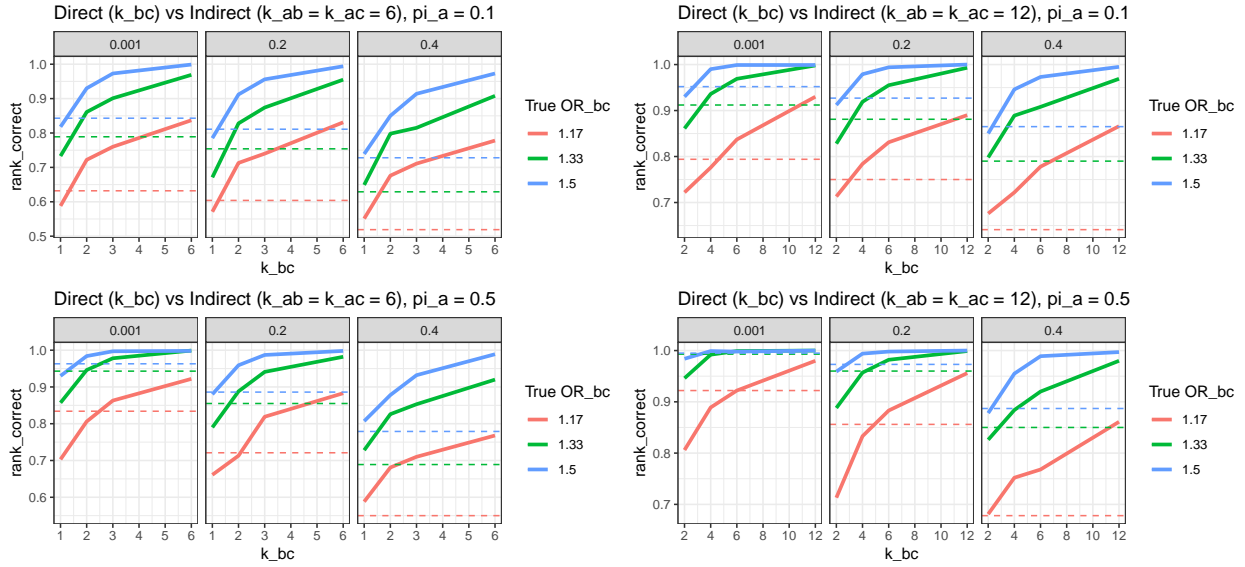 Direct (k_bc) vs Indirect (k_ab = k_ac = 6), pi_a = 0.1
0.001 0.2 0.4
1.0
0.9
0.8
0.7
0.6
0.5
rank_correct
1 2 3 4 5 6 1 2 3 4 5 6 1 2 3 4 5 6
k_bc
True OR_bc
1.17
1.33
1.5
Direct (k_bc) vs Indirect (k_ab = k_ac = 12), pi_a = 0.1
0.001 0.2 0.4
1.0
0.9
0.8
0.7
rank_correct
2 4 6 8 10 12 2 4 6 8 10 12 2 4 6 8 10 12
k_bc
True OR_bc
1.17
1.33
1.5
Direct (k_bc) vs Indirect (k_ab = k_ac = 6), pi_a = 0.5
0.001 0.2 0.4
1.0
0.9
0.8
0.7
0.6
rank_correct
1 2 3 4 5 6 1 2 3 4 5 6 1 2 3 4 5 6
k_bc
True OR_bc
1.17
1.33
1.5
Direct (k_bc) vs Indirect (k_ab = k_ac = 12), pi_a = 0.5
0.001 0.2 0.4
1.0
0.9
0.8
0.7
rank_correct
2 4 6 8 10 12 2 4 6 8 10 12 2 4 6 8 10 12
k_bc
True OR_bc
1.17
1.33
1.5